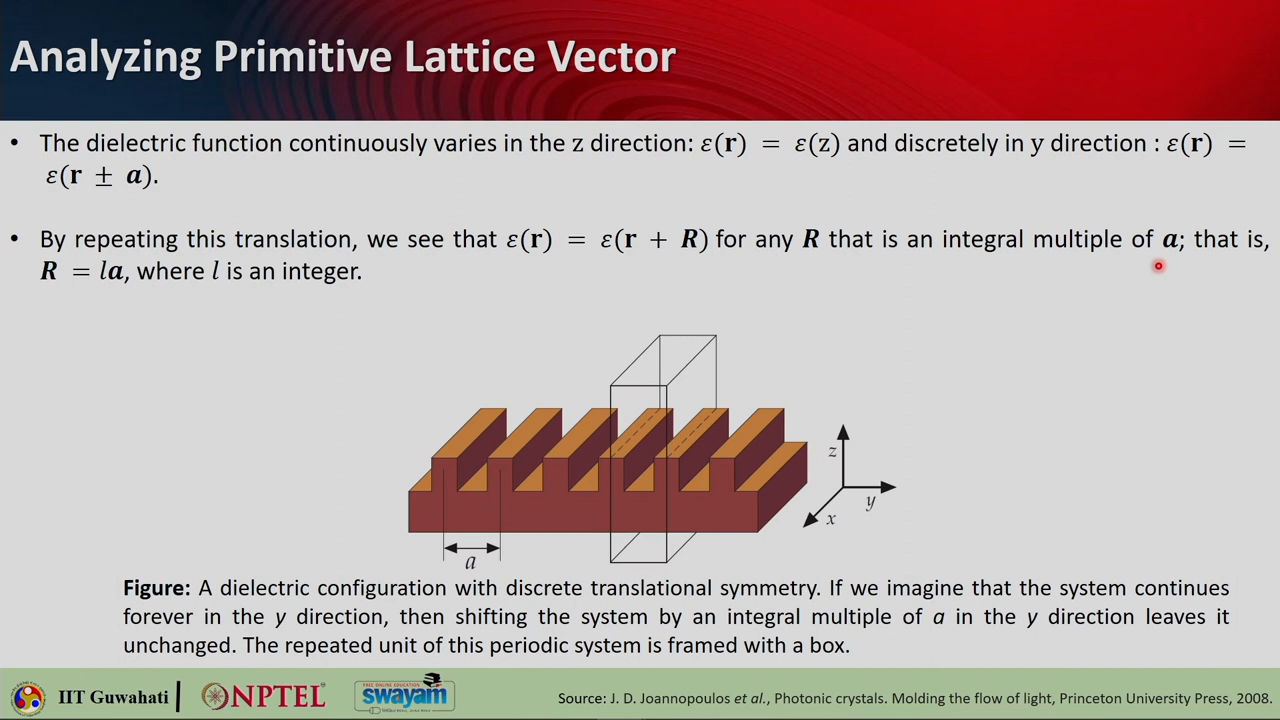 Analyzing Primitive Lattice Vector
• The dielectric function continuously varies in the z direction: ε(r) = ε(z) and discretely in y direction : ε(r) =
ε(r ± a).
• By repeating this translation, we see that ε(r) = ε(r + R) for any R that is an integral multiple of a; that is,
R = la, where l is an integer.
z
y
x
a
Figure: A dielectric configuration with discrete translational symmetry. If we imagine that the system continues
forever in the y direction, then shifting the system by an integral multiple of a in the y direction leaves it
unchanged. The repeated unit of this periodic system is framed with a box.
IIT Guwahati
NPTEL
FREE ONLINE EDUCATION
swayam
Source: J. D. Joannopoulos et al., Photonic crystals. Molding the flow of light, Princeton University Press, 2008.